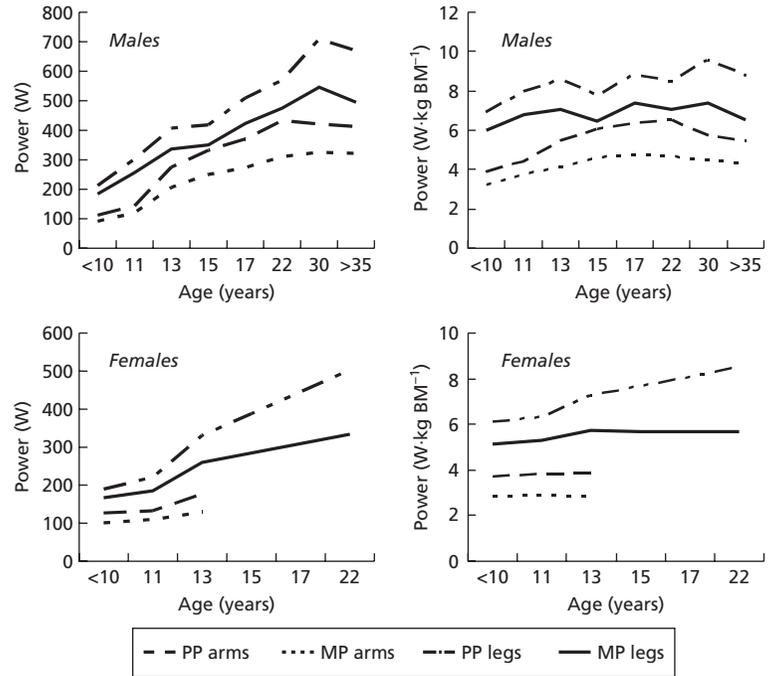 Males
Power (W)
800
700
600
500
400
300
200
100
0
<10 11 13 15 17 22 30 >35
Age (years)
Males
Power (W·kg BM⁻¹)
12
10
8
6
4
2
0
<10 11 13 15 17 22 30 >35
Age (years)
Females
Power (W)
600
500
400
300
200
100
0
<10 11 13 15 17 22
Age (years)
Females
Power (W·kg BM⁻¹)
10
8
6
4
2
0
<10 11 13 15 17 22
Age (years)
PP arms MP arms PP legs MP legs